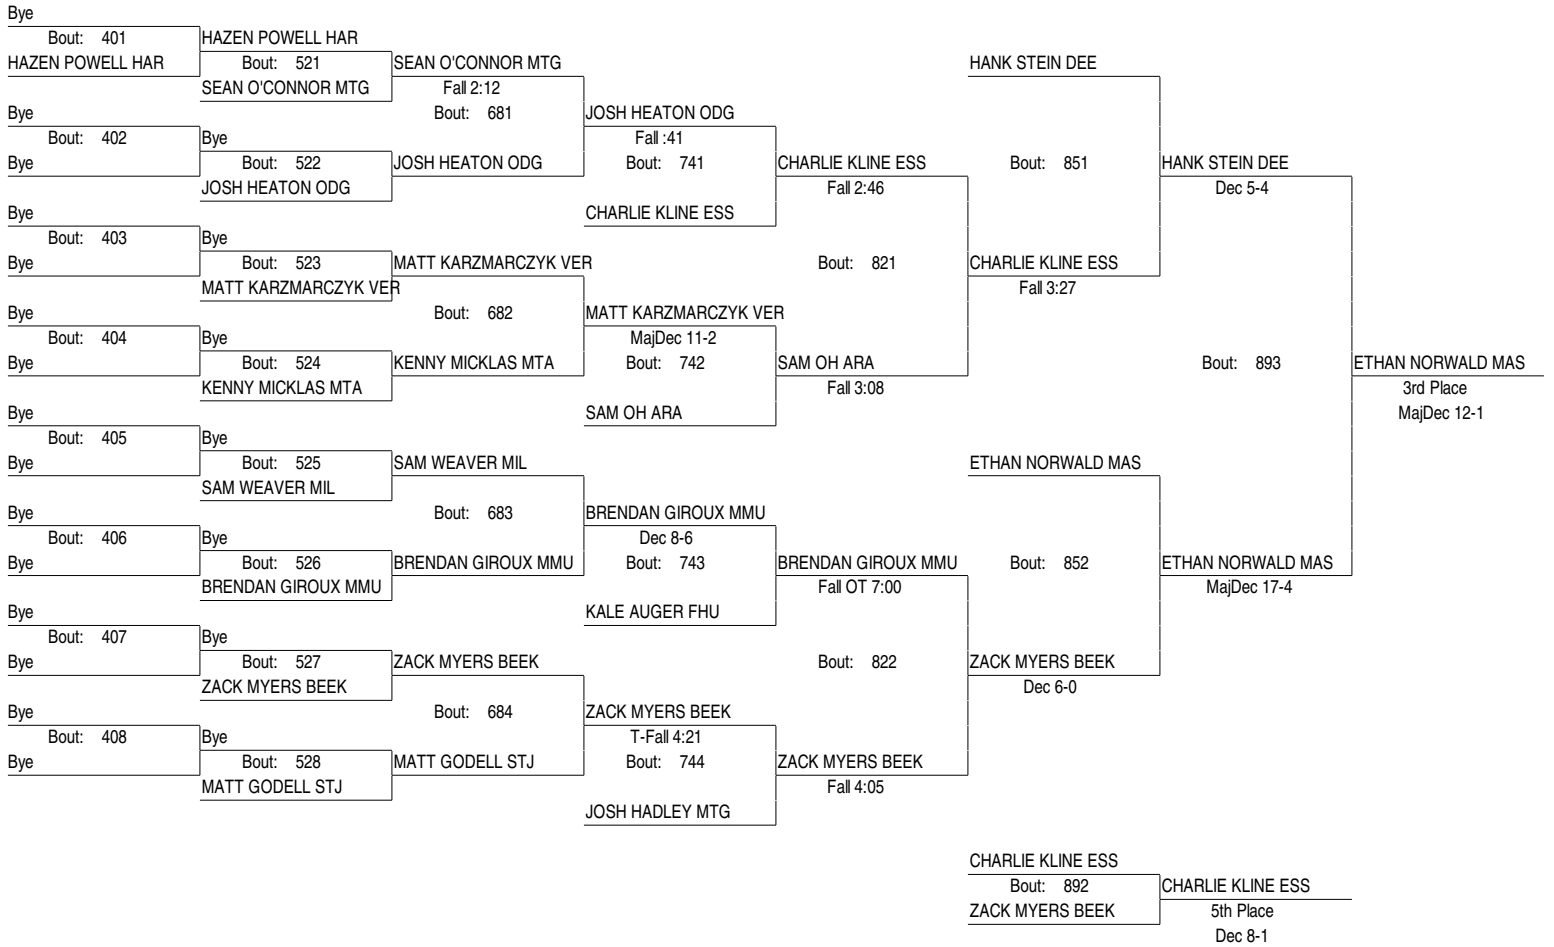 Bye
Bout: 401
HAZEN POWELL HAR
HAZEN POWELL HAR
Bout: 521
SEAN O'CONNOR MTG
SEAN O'CONNOR MTG
Fall 2:12
Bout: 681
Bye
Bout: 402
Bye
Bye
Bout: 522
JOSH HEATON ODG
JOSH HEATON ODG
JOSH HEATON ODG
Fall :41
Bout: 741
CHARLIE KLINE ESS
CHARLIE KLINE ESS
Fall 2:46
Bout: 821
Bye
Bout: 403
Bye
Bye
Bout: 523
MATT KARZMARCZYK VER
MATT KARZMARCZYK VER
Bout: 682
Bye
Bout: 404
Bye
Bye
Bout: 524
KENNY MICKLAS MTA
KENNY MICKLAS MTA
MATT KARZMARCZYK VER
MajDec 11-2
Bout: 742
SAM OH ARA
SAM OH ARA
Fall 3:08
HANK STEIN DEE
Bout: 851
CHARLIE KLINE ESS
Fall 3:27
HANK STEIN DEE
Dec 5-4
Bout: 893
ETHAN NORWALD MAS
3rd Place
MajDec 12-1
Bye
Bout: 405
Bye
Bye
Bout: 525
SAM WEAVER MIL
SAM WEAVER MIL
Bout: 683
Bye
Bout: 406
Bye
Bye
Bout: 526
BRENDAN GIROUX MMU
BRENDAN GIROUX MMU
BRENDAN GIROUX MMU
Dec 8-6
Bout: 743
KALE AUGER FHU
BRENDAN GIROUX MMU
Fall OT 7:00
Bout: 822
Bye
Bout: 407
Bye
Bye
Bout: 527
ZACK MYERS BEEK
ZACK MYERS BEEK
Bout: 684
Bye
Bout: 408
Bye
Bye
Bout: 528
MATT GODELL STJ
MATT GODELL STJ
ZACK MYERS BEEK
T-Fall 4:21
Bout: 744
JOSH HADLEY MTG
ZACK MYERS BEEK
Fall 4:05
ETHAN NORWALD MAS
Bout: 852
ZACK MYERS BEEK
Dec 6-0
ETHAN NORWALD MAS
MajDec 17-4
CHARLIE KLINE ESS
Bout: 892
ZACK MYERS BEEK
CHARLIE KLINE ESS
5th Place
Dec 8-1